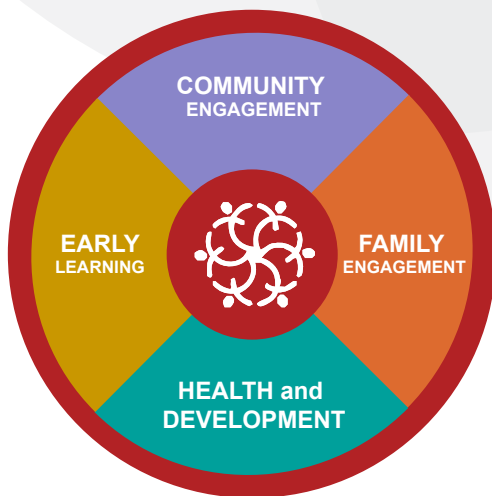 COMMUNITY
ENGAGEMENT
EARLY
LEARNING
FAMILY
ENGAGEMENT
HEALTH and
DEVELOPMENT